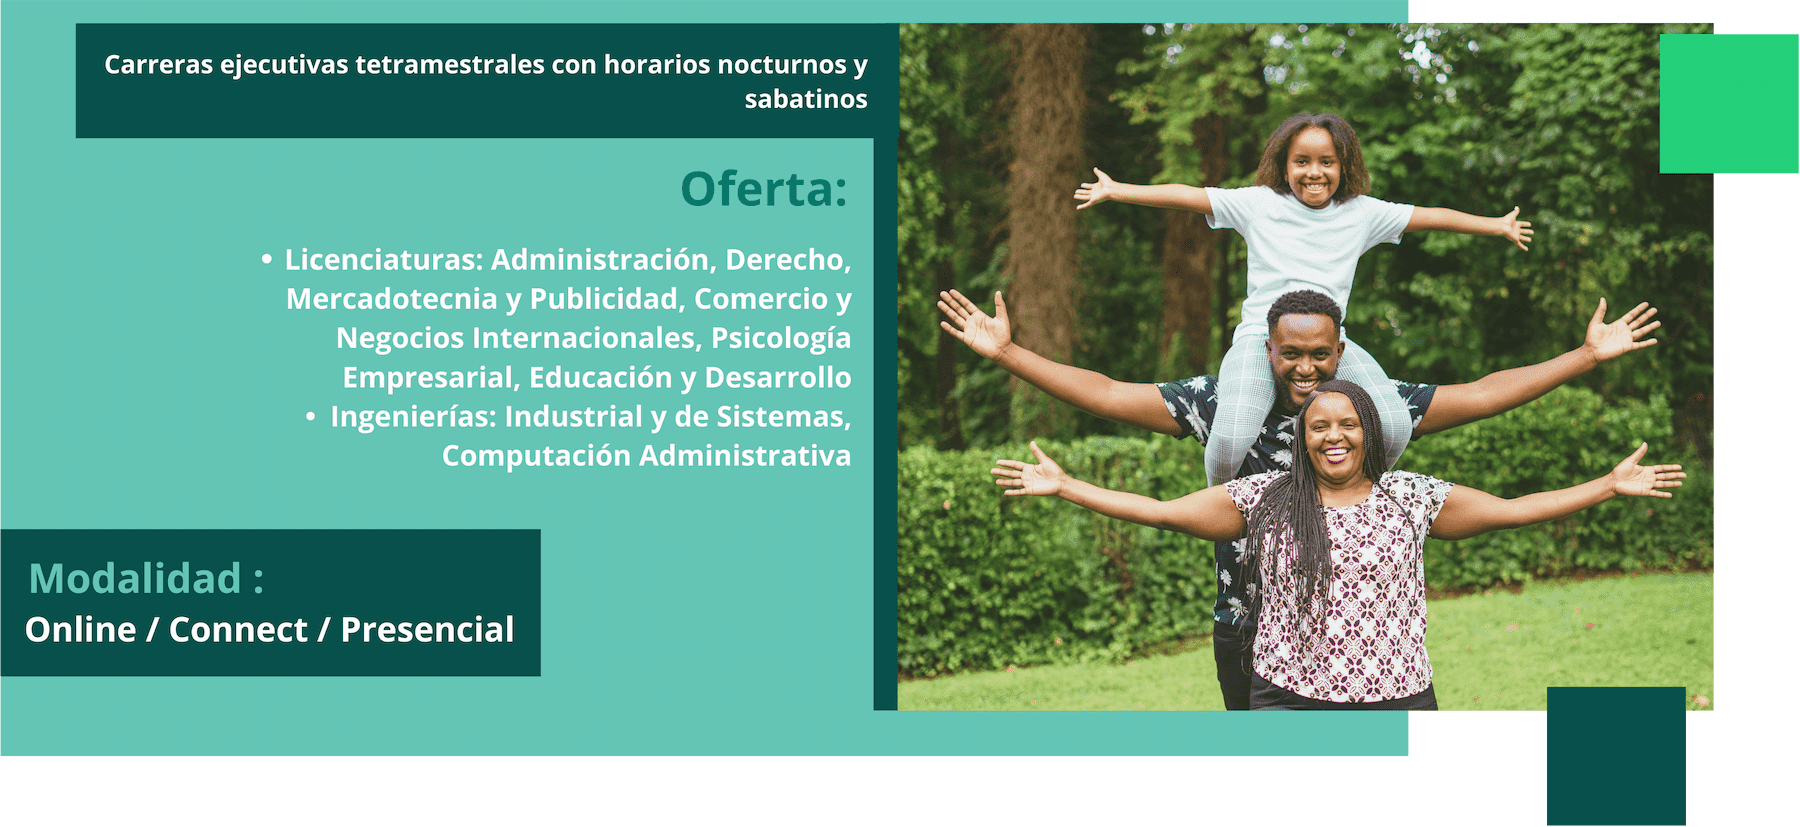 Carreras ejecutivas tetramestrales con horarios nocturnos y
sabatinos
Oferta:
• Licenciaturas: Administración, Derecho,
Mercadotecnia y Publicidad, Comercio y
Negocios Internacionales, Psicología
Empresarial, Educación y Desarrollo
• Ingenierías: Industrial y de Sistemas,
Computación Administrativa
Modalidad :
Online / Connect / Presencial